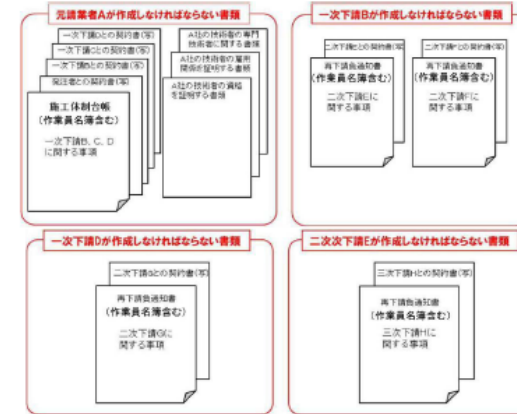 元請業者Aが作成しなければならない書類
一次下請Dとの契約書(写)
一次下請Cとの契約書(写)
一次下請Bとの契約書(写)
発注者との契約書(写)
施工体制台帳
(作業員名簿含む)
一次下請B、C、D
に関する事項
A社の技術者の専門
技術者に関する書類
A社の技術者の雇用
関係を証明する書類
A社の技術者の資格
を証明する書類
一次下請Bが作成しなければならない書類
二次下請Eとの契約書(写)
再下請負通知書
(作業員名簿含む)
二次下請Eに
関する事項
二次下請Fとの契約書(写)
再下請負通知書
(作業員名簿含む)
二次下請Fに
関する事項
一次下請Dが作成しなければならない書類
二次下請Gとの契約書(写)
再下請負通知書
(作業員名簿含む)
二次下請Gに
関する事項
二次次下請Eが作成しなければならない書類
三次下請Hとの契約書(写)
再下請負通知書
(作業員名簿含む)
三次下請Hに
関する事項